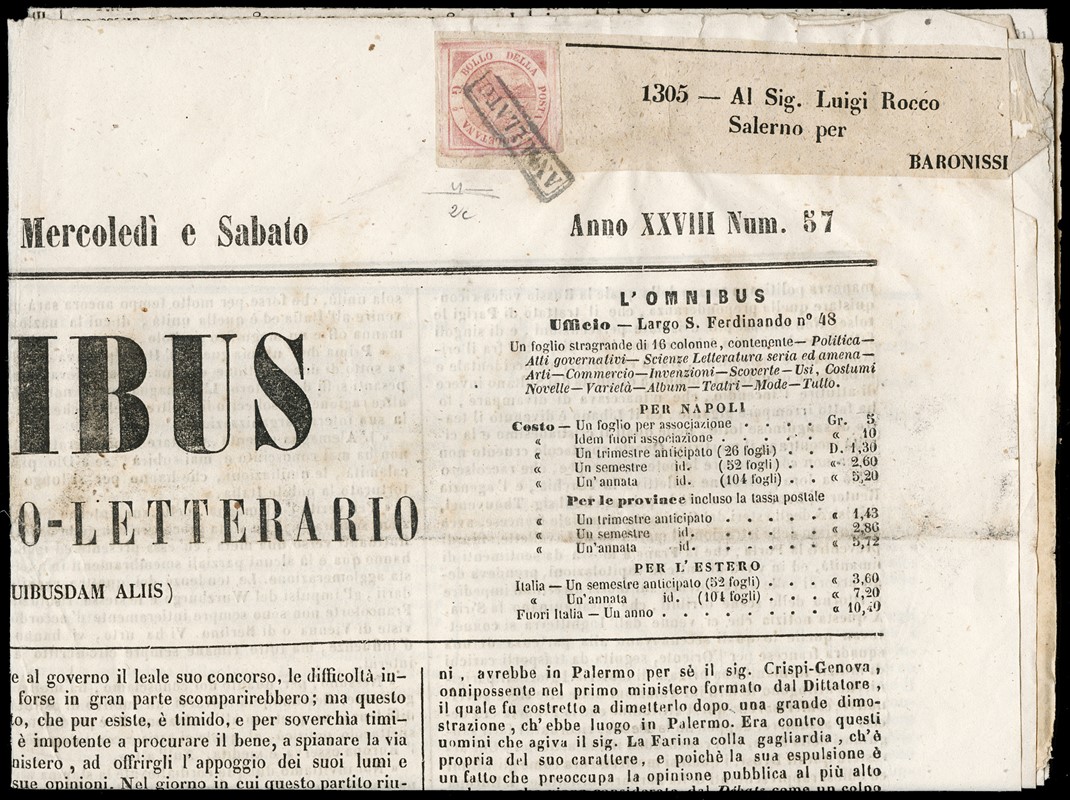 G BOLLO DELLA POSTA
ANNULLATO
1305 — Al Sig. Luigi Rocco
Salerno per
BARONISSI
Mercoledì e Sabato
Anno XXVIII Num. 57
IBUS
O-LETTERARIO
UIBUSDAM ALIIS)
L'OMNIBUS
Ufficio — Largo S. Ferdinando n° 48
Un foglio stragrande di 16 colonne, contenente — Politica —
Atti governativi — Scienze Letteratura seria ed amena —
Arti — Commercio — Invenzioni — Scoverte — Usi, Costumi
Novelle — Varietà — Album — Teatri — Mode — Tutto.
PER NAPOLI
Costo — Un foglio per associazione . . . . Gr. 5
« Idem fuori associazione . . . . . « 10
« Un trimestre anticipato (26 fogli) . . D. 1,30
« Un semestre id. (52 fogli) . . « 2,60
« Un' annata id. (104 fogli) . . « 5,20
Per le province incluso la tassa postale
« Un trimestre anticipato . . . . . « 1,43
« Un semestre id. . . . . . « 2,86
« Un'annata id. . . . . . « 5,72
PER L'ESTERO
Italia — Un semestre anticipato (52 fogli) . . « 3,60
« Un'annata id. (104 fogli) . . « 7,20
Fuori Italia — Un anno . . . . . « 10,40
e al governo il leale suo concorso, le difficoltà in-
forse in gran parte scomparirebbero; ma questo
to, che pur esiste, è timido, e per soverchia timi-
è impotente a procurare il bene, a spianare la via
nistero, ad offrirgli l'appoggio dei suoi lumi e
sue opinioni. Nel giorno in cui questo partito riu-
ni, avrebbe in Palermo per sè il sig. Crispi-Genova,
onnipossente nel primo ministero formato dal Dittatore,
il quale fu costretto a dimetterlo dopo una grande dimo-
strazione, ch'ebbe luogo in Palermo. Era contro questi
uomini che agiva il sig. La Farina colla gagliardia, ch'è
propria del suo carattere, e poichè la sua espulsione è
un fatto che preoccupa la opinione pubblica al più alto